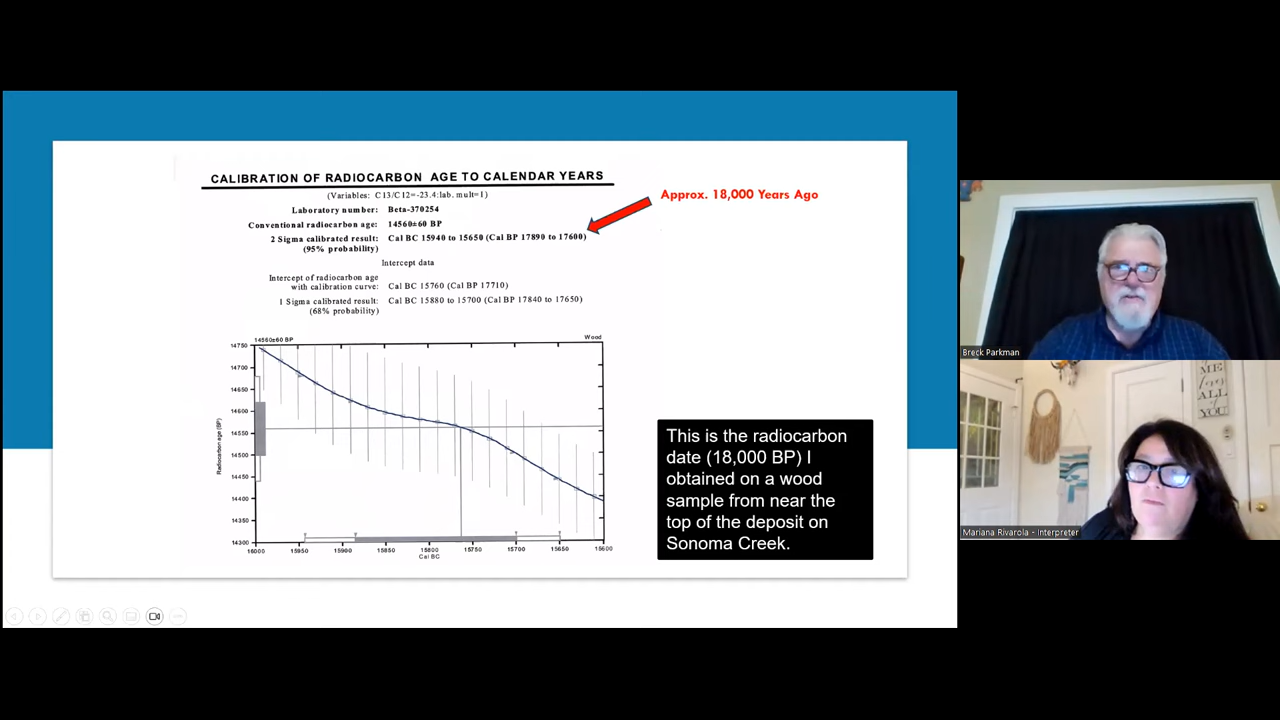 CALIBRATION OF RADIOCARBON AGE TO CALENDAR YEARS
(Variables: C13/C12=-23.4:lab. mult=1)
Laboratory number: Beta-370254
Conventional radiocarbon age: 14560±60 BP
2 Sigma calibrated result: Cal BC 15940 to 15650 (Cal BP 17890 to 17600)
(95% probability)
Intercept data
Intercept of radiocarbon age
with calibration curve: Cal BC 15760 (Cal BP 17710)
1 Sigma calibrated result: Cal BC 15880 to 15700 (Cal BP 17840 to 17650)
(68% probability)
Approx. 18,000 Years Ago
14560±60 BP
Wood
14750
14700
14650
14600
14550
14500
14450
14400
14350
14300
Radiocarbon age (BP)
16000 15950 15900 15850 15800 15750 15700 15650 15600
Cal BC
This is the radiocarbon
date (18,000 BP) I
obtained on a wood
sample from near the
top of the deposit on
Sonoma Creek.
Breck Parkman
ME
ALL
of
YOU
Mariana Rivarola - Interpreter